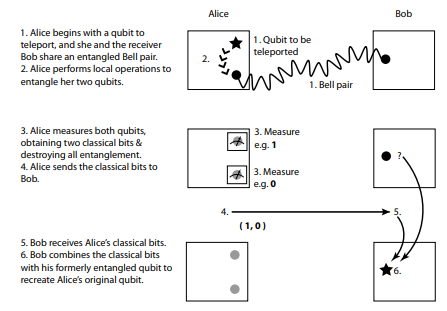 Alice
Bob
1. Alice begins with a qubit to
teleport, and she and the receiver
Bob share an entangled Bell pair.
2. Alice performs local operations to
entangle her two qubits.
1. Qubit to be
teleported
2.
1. Bell pair
3. Alice measures both qubits,
obtaining two classical bits &
destroying all entanglement.
4. Alice sends the classical bits to
Bob.
3. Measure
e.g. 1
3. Measure
e.g. 0
?
4.
5.
( 1, 0 )
5. Bob receives Alice's classical bits.
6. Bob combines the classical bits
with his formerly entangled qubit to
recreate Alice's original qubit.
6.